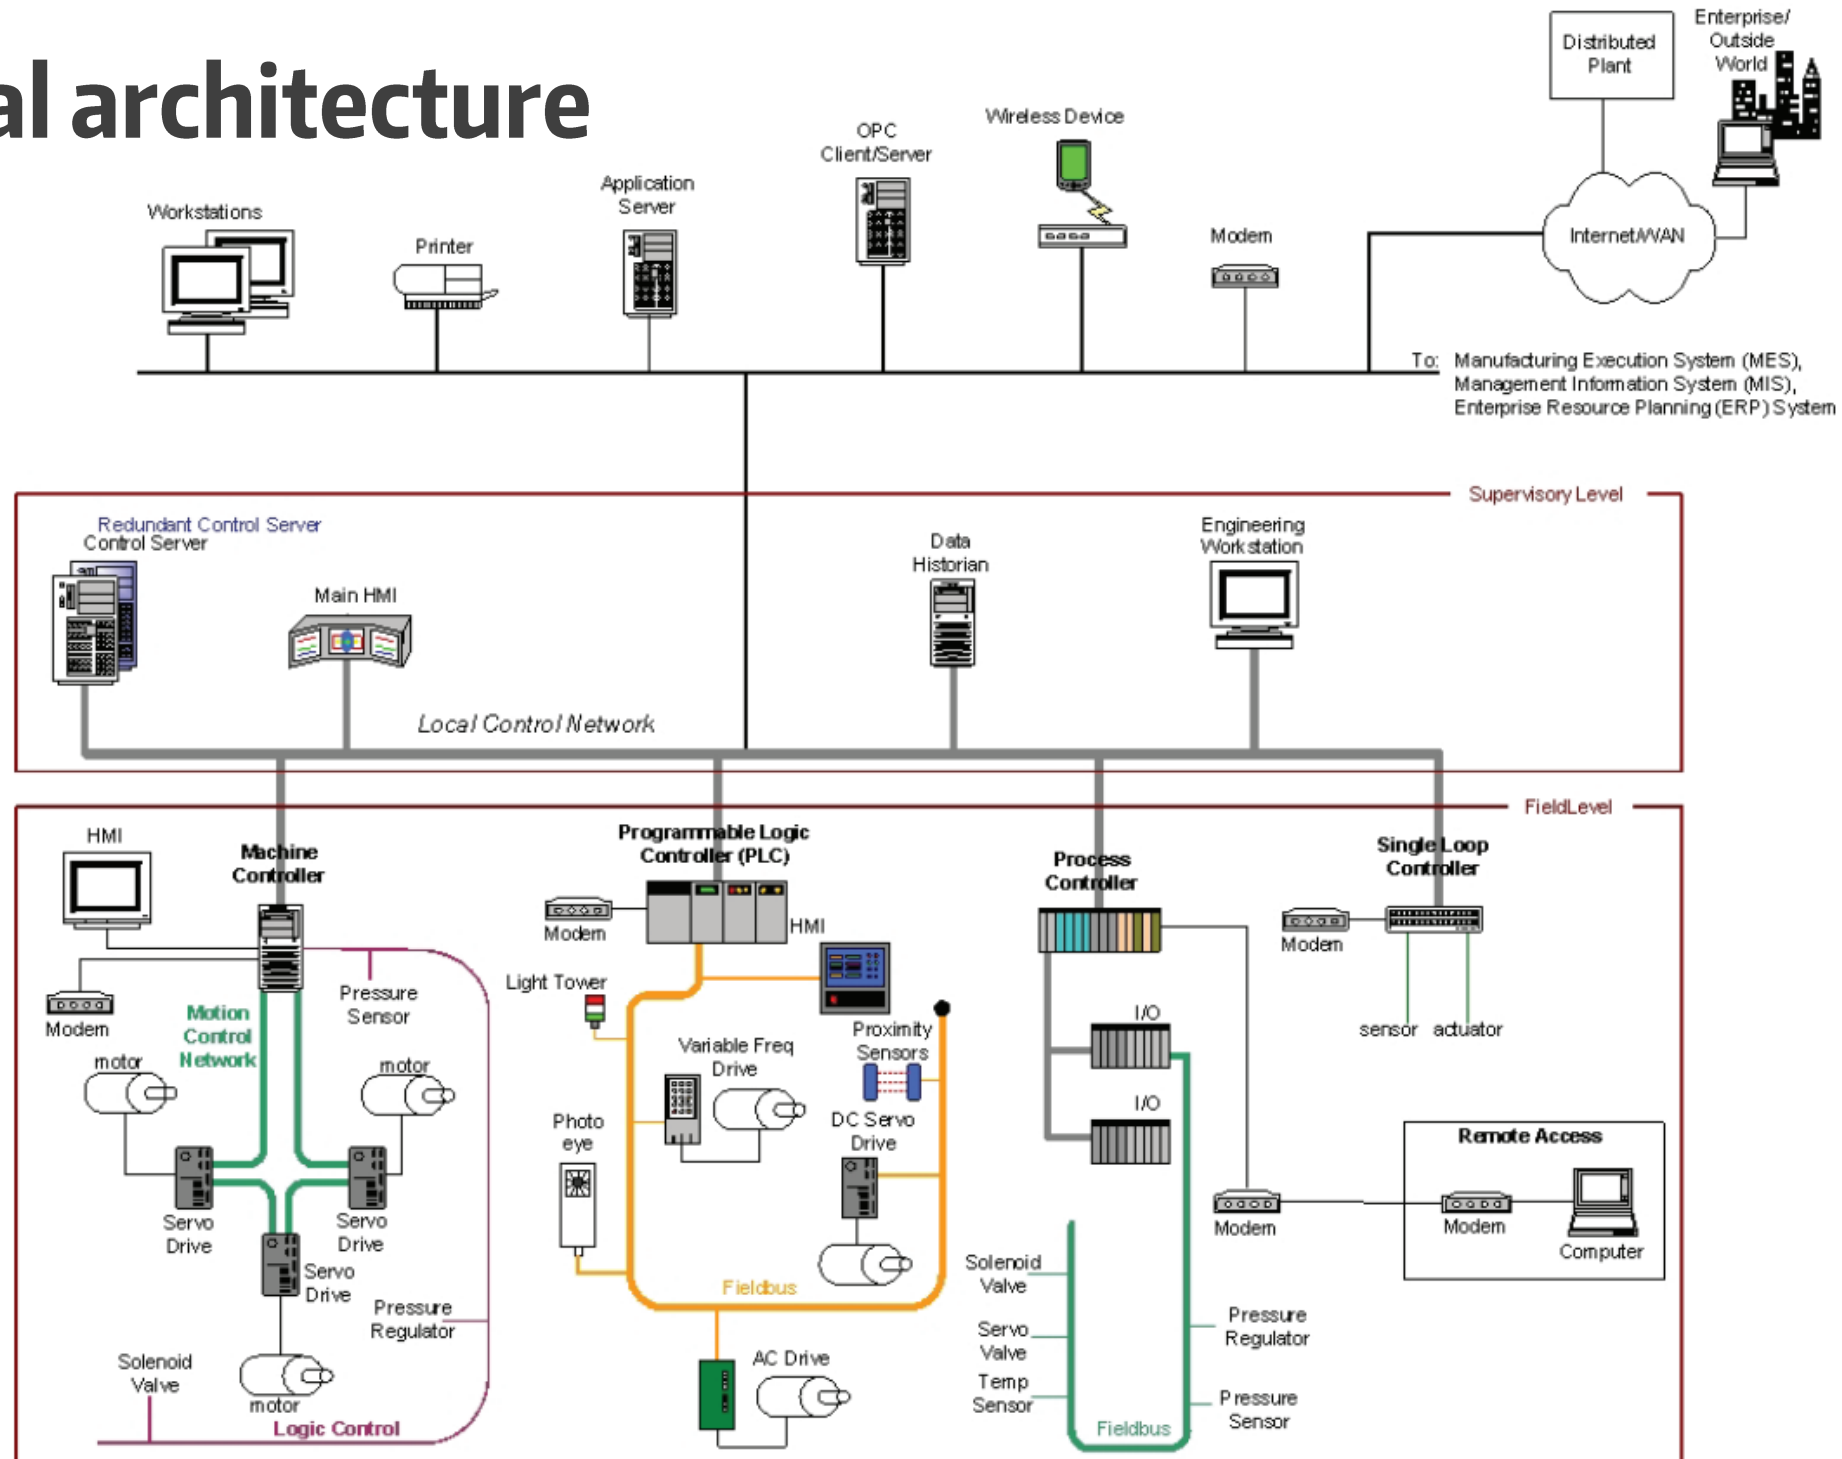 al architecture
Distributed
Plant
Enterprise/
Outside
World
Wireless Device
OPC
Client/Server
Application
Server
Workstations
Printer
Modem
Internet/WAN
To: Manufacturing Execution System (MES),
Management Information System (MIS),
Enterprise Resource Planning (ERP) System
Supervisory Level
Redundant Control Server
Control Server
Main HMI
Data
Historian
Engineering
Workstation
Local Control Network
FieldLevel
HMI
Machine
Controller
Modem
Motion
Control
Network
Pressure
Sensor
motor
motor
Servo
Drive
Servo
Drive
Servo
Drive
Pressure
Regulator
Solenoid
Valve
motor
Logic Control
Programmable Logic
Controller (PLC)
Modem
HMI
Light Tower
Proximity
Sensors
Variable Freq
Drive
Photo
eye
DC Servo
Drive
Fieldbus
AC Drive
Process
Controller
I/O
I/O
Modem
Solenoid
Valve
Servo
Valve
Temp
Sensor
Pressure
Regulator
Pressure
Sensor
Fieldbus
Single Loop
Controller
Modem
sensor actuator
Remote Access
Modem
Computer